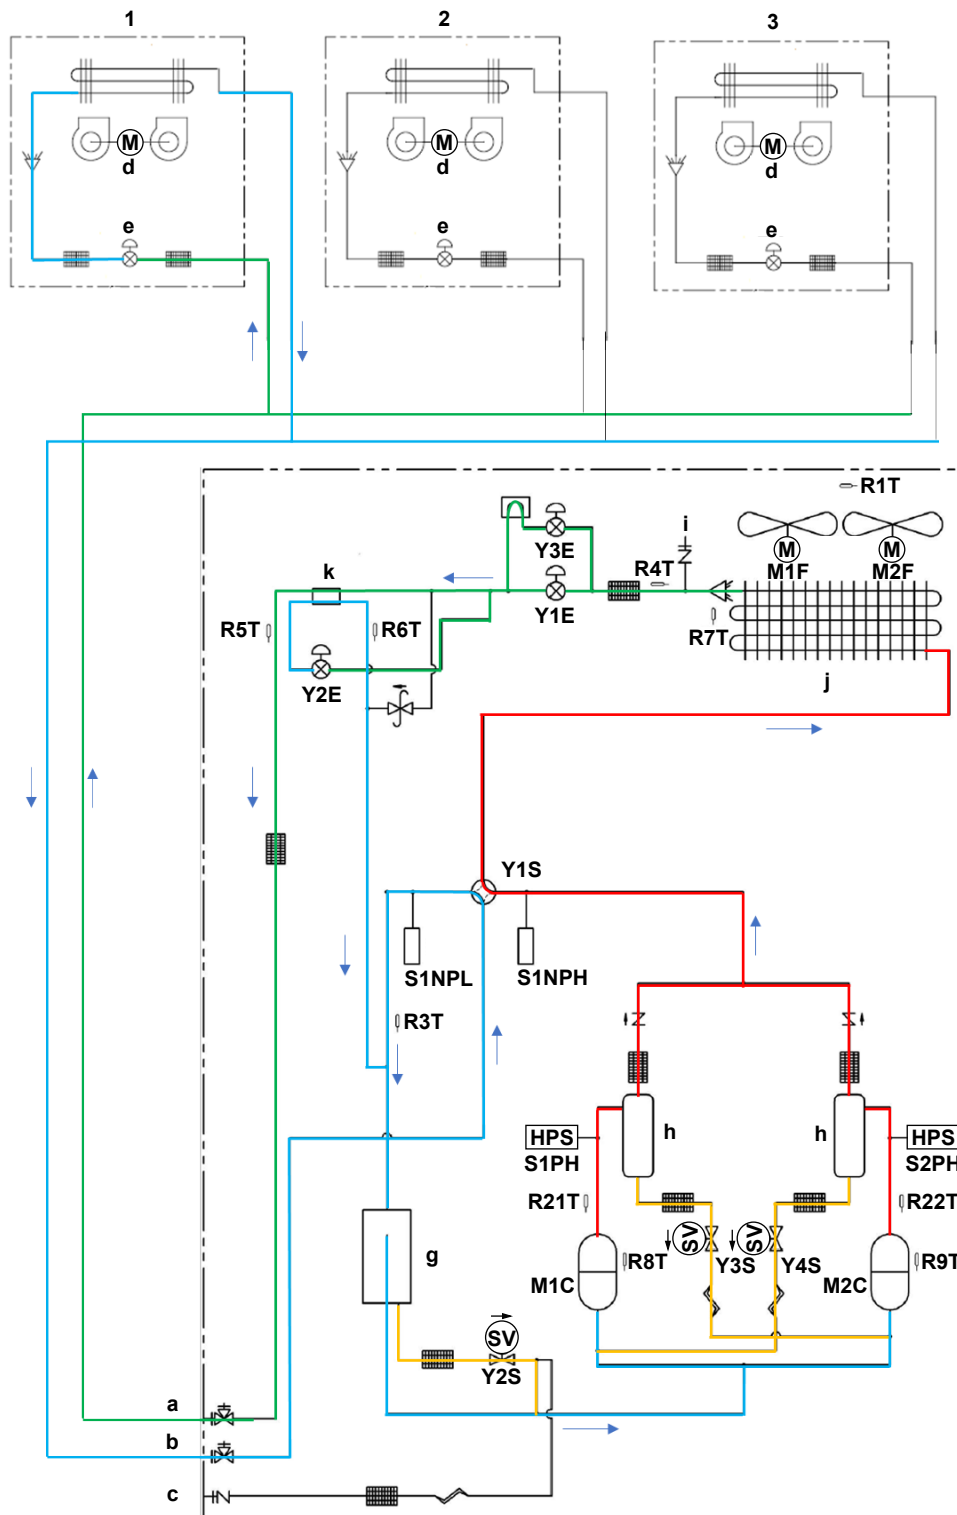 1
2
3
M
d
M
d
M
d
e
e
e
R1T
i
Y3E
R4T
M
M1F
M
M2F
k
Y1E
R5T
R6T
R7T
Y2E
j
Y1S
S1NPL
S1NPH
R3T
h
h
HPS
S1PH
HPS
S2PH
R21T
R22T
SV
SV
g
R8T
Y3S
Y4S
R9T
M1C
M2C
SV
Y2S
a
b
c